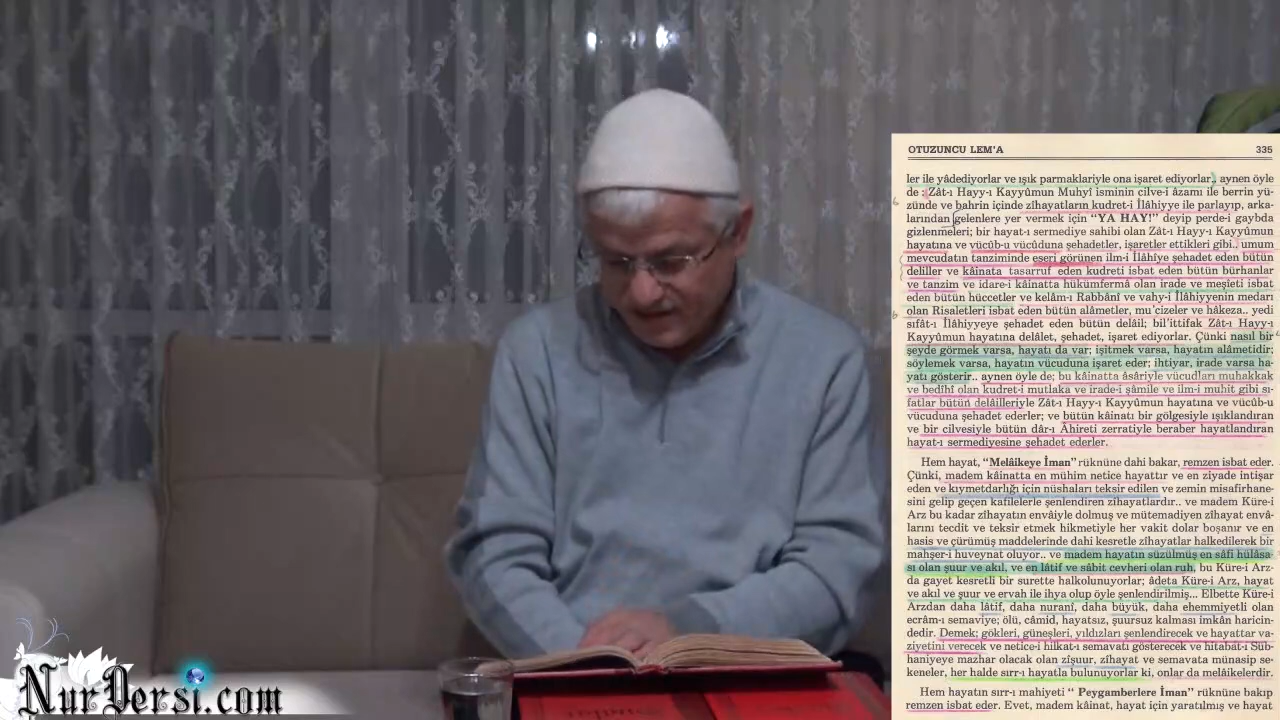 OTUZUNCU LEM'A 335
ler ile yâdediyorlar ve ışık parmaklariyle ona işaret ediyorlar.. aynen öyle
de : Zât-ı Hayy-ı Kayyûmun Muhyî isminin cilve-i âzamı ile berrin yü-
zünde ve bahrin içinde zîhayatların kudret-i İlâhiyye ile parlayıp, arka-
larından gelenlere yer vermek için "YA HAY!" deyip perde-i gaybda
gizlenmeleri; bir hayat-ı sermediye sahibi olan Zât-ı Hayy-ı Kayyûmun
hayatına ve vücûb-u vücûduna şehadetler, işaretler ettikleri gibi.. umum
mevcudatın tanziminde eseri görünen ilm-i İlâhîye şehadet eden bütün
deliller ve kâinata tasarruf eden kudreti isbat eden bütün bürhanlar
ve tanzim ve idare-i kâinatta hükümferma olan irade ve meşieti isbat
eden bütün hüccetler ve kelâm-ı Rabbânî ve vahy-i İlâhiyyenin medarı
olan Risaletleri isbat eden bütün alâmetler, mu'cizeler ve hâkeza.. yedi
sıfât-ı İlâhiyyeye şehadet eden bütün delâil; bil'ittifak Zât-ı Hayy-ı
Kayyûmun hayatına delâlet, şehadet, işaret ediyorlar. Çünki nasıl bir
şeyde görmek varsa, hayatı da var; işitmek varsa, hayatın alâmetidir;
söylemek varsa, hayatın vücuduna işaret eder; ihtiyar, irade varsa ha-
yatı gösterir.. aynen öyle de; bu kâinatta âsâriyle vücudları muhakkak
ve bedîhî olan kudret-i mutlaka ve irade-i şâmile ve ilm-i muhit gibi sı-
fatlar bütün delâilleriyle Zât-ı Hayy-ı Kayyûmun hayatına ve vücûb-u
vücuduna şehadet ederler; ve bütün kâinatı bir gölgesiyle ışıklandıran
ve bir cilvesiyle bütün dâr-ı Âhireti zerratiyle beraber hayatlandıran
hayat-ı sermediyesine şehadet ederler.
Hem hayat, "Melâikeye İman" rüknüne dahi bakar, remzen isbat eder.
Çünki, madem kâinatta en mühim netice hayattır ve en ziyade intişar
eden ve kıymetdarlığı için nüshaları teksir edilen ve zemin misafirhane-
sini gelip geçen kafilelerle şenlendiren zîhayatlardır.. ve madem Küre-i
Arz bu kadar zîhayatın envâiyle dolmuş ve mütemadiyen zîhayat envâ-
larını tecdit ve teksir etmek hikmetiyle her vakit dolar boşanır ve en
hasis ve çürümüş maddelerinde dahi kesretle zîhayatlar halkedilerek bir
mahşer-i huveynat oluyor.. ve madem hayatın süzülmüş en sâfi hülâsa-
sı olan şuur ve akıl, ve en lâtif ve sâbit cevheri olan ruh, bu Küre-i Arz-
da gayet kesretli bir surette halkolunuyorlar; âdeta Küre-i Arz, hayat
ve akıl ve şuur ve ervah ile ihya olup öyle şenlendirilmiş... Elbette Küre-i
Arzdan daha lâtif, daha nuranî, daha büyük, daha ehemmiyetli olan
ecrâm-ı semaviye; ölü, câmid, hayatsız, şuursuz kalması imkân haricin-
dedir. Demek; gökleri, güneşleri, yıldızları şenlendirecek ve hayattar va-
ziyetini verecek ve netice-i hilkat-ı semavatı gösterecek ve hitabât-ı Süb-
haniyeye mazhar olacak olan zîşuur, zîhayat ve semavata münasip se-
keneler, her halde sırr-ı hayatla bulunuyorlar ki, onlar da melâikelerdir.
Hem hayatın sırr-ı mahiyeti " Peygamberlere İman" rüknüne bakıp
remzen isbat eder. Evet, madem kâinat, hayat için yaratılmış ve hayat
NurDersi.com